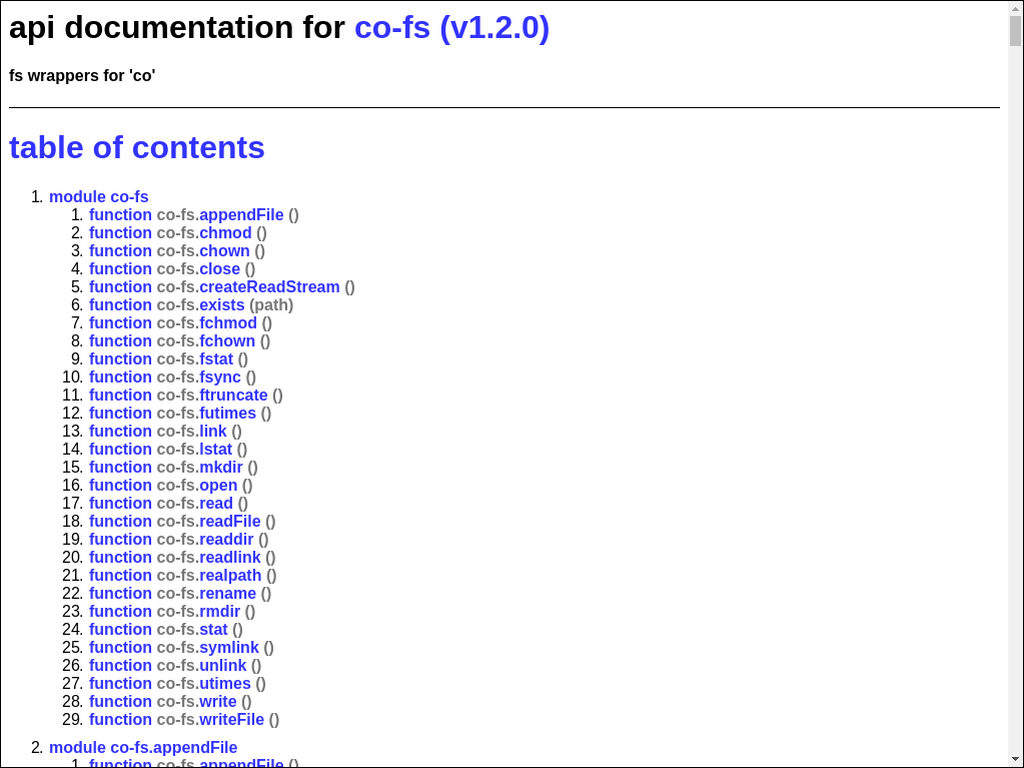 api documentation for co-fs (v1.2.0)
fs wrappers for 'co'
table of contents
1. module co-fs
1. function co-fs.appendFile ()
2. function co-fs.chmod ()
3. function co-fs.chown ()
4. function co-fs.close ()
5. function co-fs.createReadStream ()
6. function co-fs.exists (path)
7. function co-fs.fchmod ()
8. function co-fs.fchown ()
9. function co-fs.fstat ()
10. function co-fs.fsync ()
11. function co-fs.ftruncate ()
12. function co-fs.futimes ()
13. function co-fs.link ()
14. function co-fs.lstat ()
15. function co-fs.mkdir ()
16. function co-fs.open ()
17. function co-fs.read ()
18. function co-fs.readFile ()
19. function co-fs.readdir ()
20. function co-fs.readlink ()
21. function co-fs.realpath ()
22. function co-fs.rename ()
23. function co-fs.rmdir ()
24. function co-fs.stat ()
25. function co-fs.symlink ()
26. function co-fs.unlink ()
27. function co-fs.utimes ()
28. function co-fs.write ()
29. function co-fs.writeFile ()
2. module co-fs.appendFile
1. function co-fs.appendFile ()